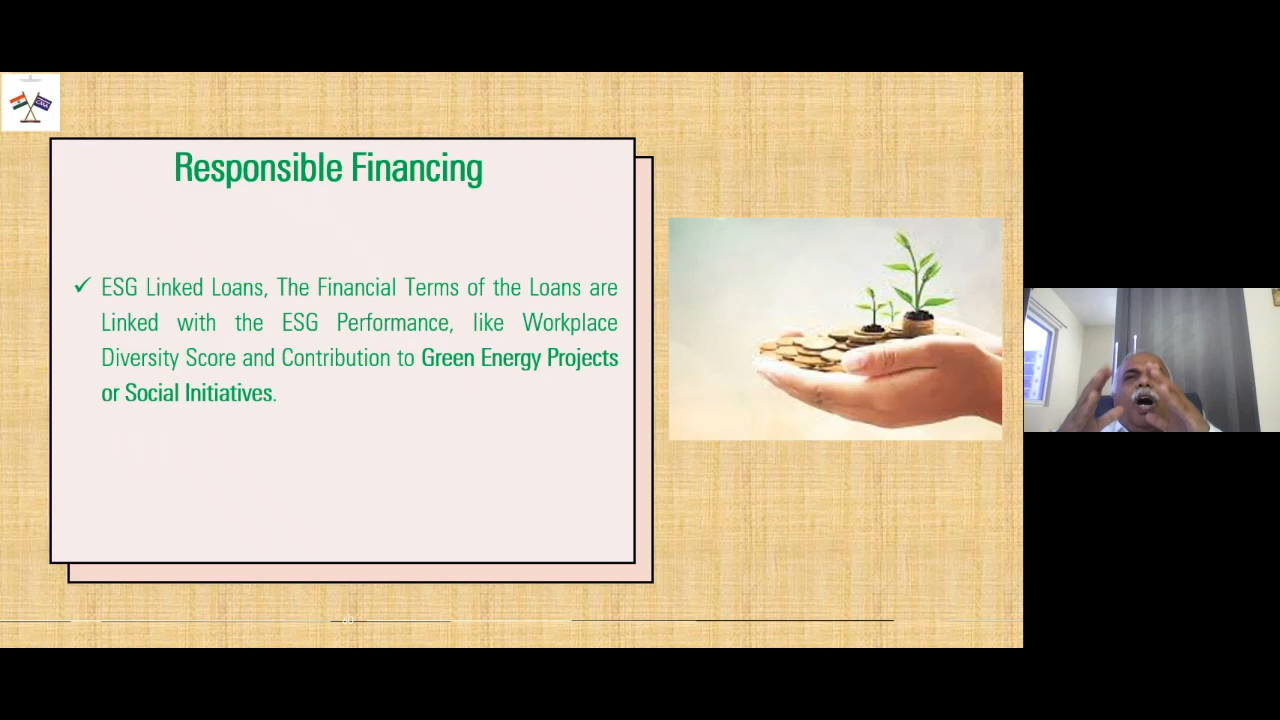 Responsible Financing
✓ ESG Linked Loans, The Financial Terms of the Loans are
Linked with the ESG Performance, like Workplace
Diversity Score and Contribution to Green Energy Projects
or Social Initiatives.
60